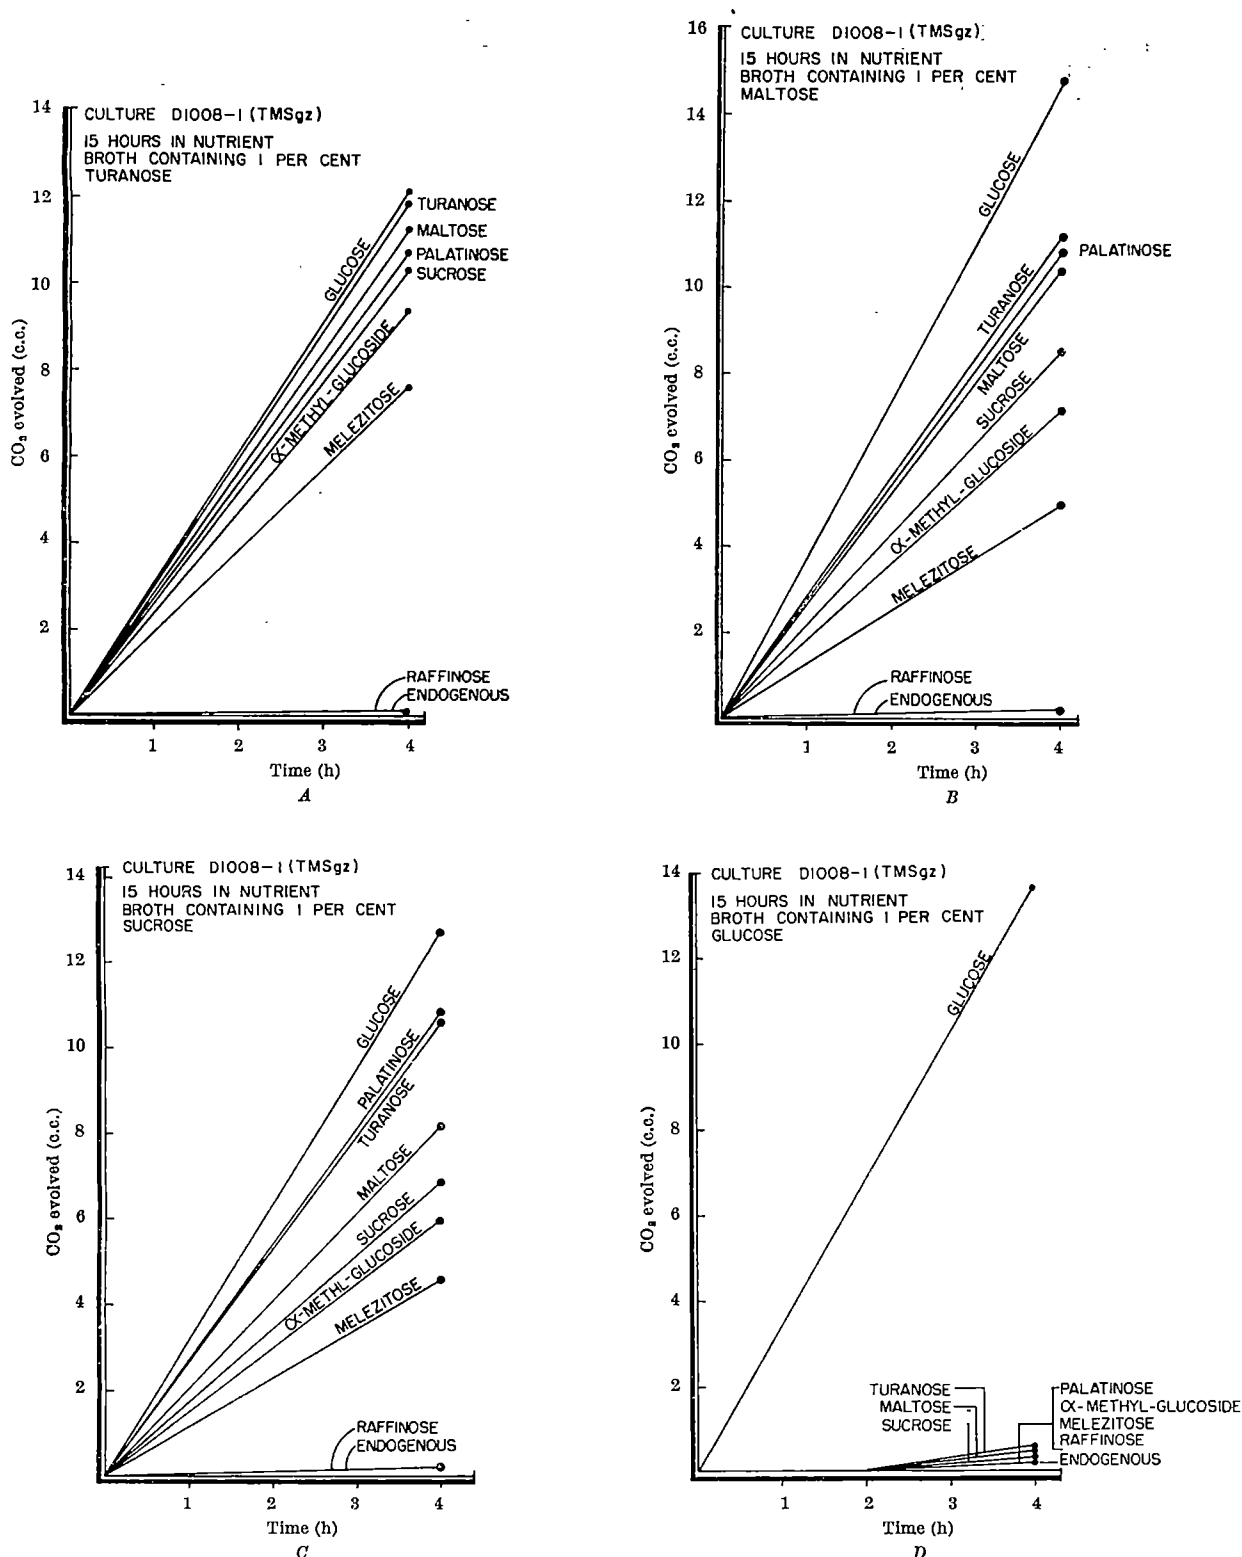 CULTURE D1008-1 (TMSgz)
15 HOURS IN NUTRIENT
BROTH CONTAINING 1 PER CENT
TURANOSE
14
12
10
8
6
4
2
CO₂ evolved (c.c.)
GLUCOSE
TURANOSE
MALTOSE
PALATINOSE
SUCROSE
α-METHYL-GLUCOSIDE
MELEZITOSE
RAFFINOSE
ENDOGENOUS
1 2 3 4
Time (h)
A
CULTURE D1008-1 (TMSgz)
15 HOURS IN NUTRIENT
BROTH CONTAINING 1 PER CENT
MALTOSE
16
14
12
10
8
6
4
2
CO₂ evolved (c.c.)
GLUCOSE
PALATINOSE
TURANOSE
MALTOSE
SUCROSE
α-METHYL-GLUCOSIDE
MELEZITOSE
RAFFINOSE
ENDOGENOUS
1 2 3 4
Time (h)
B
CULTURE D1008-1 (TMSgz)
15 HOURS IN NUTRIENT
BROTH CONTAINING 1 PER CENT
SUCROSE
14
12
10
8
6
4
2
CO₂ evolved (c.c.)
GLUCOSE
PALATINOSE
TURANOSE
MALTOSE
SUCROSE
α-METHL-GLUCOSIDE
MELEZITOSE
RAFFINOSE
ENDOGENOUS
1 2 3 4
Time (h)
C
CULTURE D1008-1 (TMSgz)
15 HOURS IN NUTRIENT
BROTH CONTAINING 1 PER CENT
GLUCOSE
14
12
10
8
6
4
2
CO₂ evolved (c.c.)
GLUCOSE
TURANOSE
MALTOSE
SUCROSE
PALATINOSE
α-METHYL-GLUCOSIDE
MELEZITOSE
RAFFINOSE
ENDOGENOUS
1 2 3 4
Time (h)
D